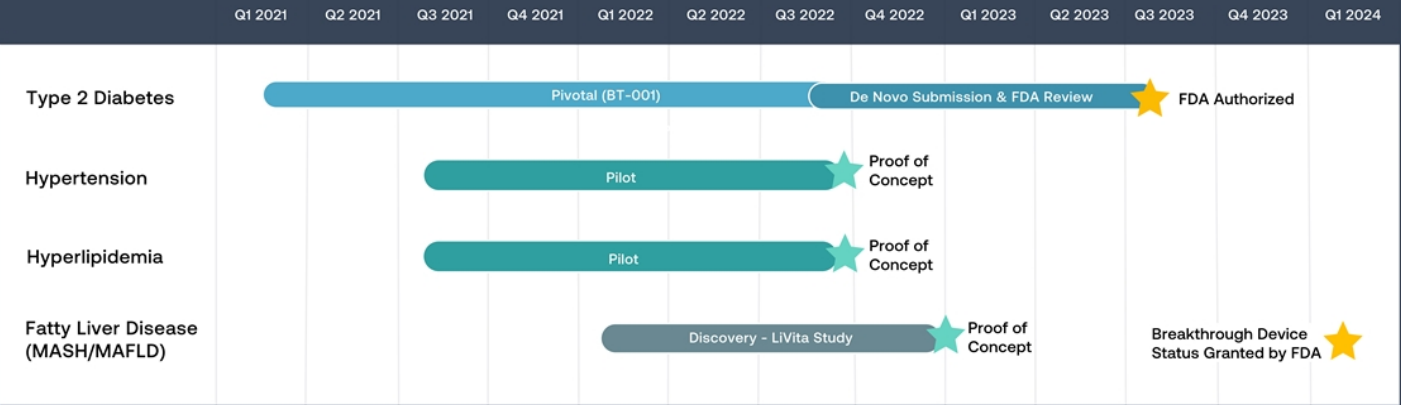 Q1 2021 Q2 2021 Q3 2021 Q4 2021 Q1 2022 Q2 2022 Q3 2022 Q4 2022 Q1 2023 Q2 2023 Q3 2023 Q4 2023 Q1 2024
Type 2 Diabetes
Pivotal (BT-001)
De Novo Submission & FDA Review
FDA Authorized
Hypertension
Pilot
Proof of
Concept
Hyperlipidemia
Pilot
Proof of
Concept
Fatty Liver Disease
(MASH/MAFLD)
Discovery - LiVita Study
Proof of
Concept
Breakthrough Device
Status Granted by FDA